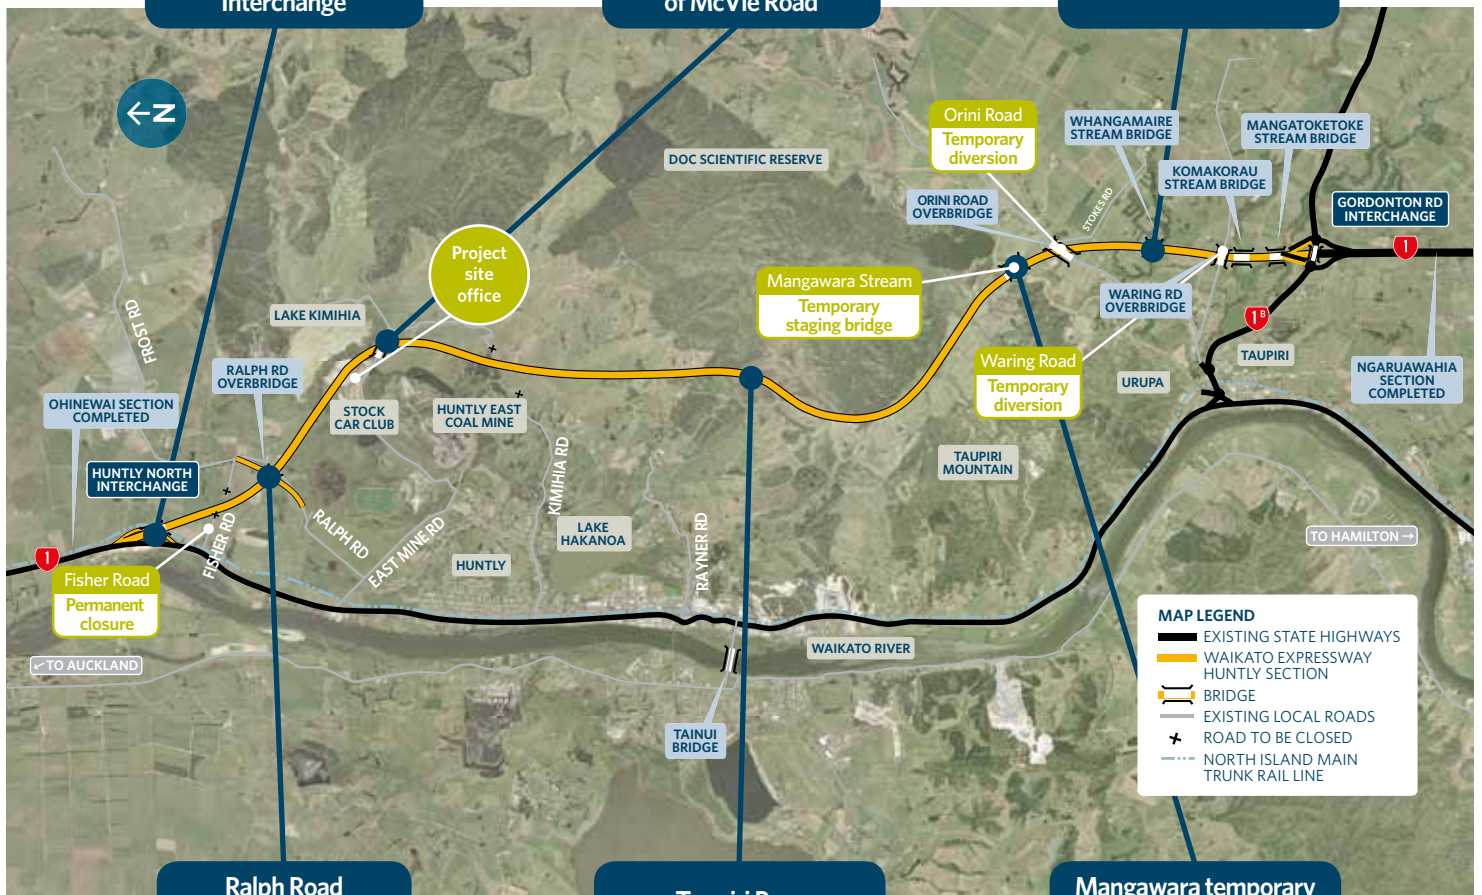 Interchange
of McVie Road
N
Orini Road
Temporary
diversion
WHANGAMAIRE
STREAM BRIDGE
MANGATOKETOKE
STREAM BRIDGE
DOC SCIENTIFIC RESERVE
KOMAKORAU
STREAM BRIDGE
ORINI ROAD
OVERBRIDGE
STOKES RD
GORDONTON RD
INTERCHANGE
1
Project
site
office
Mangawara Stream
Temporary
staging bridge
WARING RD
OVERBRIDGE
1B
LAKE KIMIHIA
FROST RD
RALPH RD
OVERBRIDGE
Waring Road
Temporary
diversion
TAUPIRI
URUPA
NGARUAWAHIA
SECTION
COMPLETED
OHINEWAI SECTION
COMPLETED
STOCK
CAR CLUB
HUNTLY EAST
COAL MINE
HUNTLY NORTH
INTERCHANGE
KIMIHIA RD
TAUPIRI
MOUNTAIN
RALPH RD
EAST MINE RD
FISHER RD
LAKE
HAKANOA
RAYNER RD
HUNTLY
TO HAMILTON →
1
Fisher Road
Permanent
closure
WAIKATO RIVER
TO AUCKLAND
TAINUI
BRIDGE
MAP LEGEND
EXISTING STATE HIGHWAYS
WAIKATO EXPRESSWAY
HUNTLY SECTION
BRIDGE
EXISTING LOCAL ROADS
ROAD TO BE CLOSED
NORTH ISLAND MAIN
TRUNK RAIL LINE
Ralph Road
Mangawara temporary